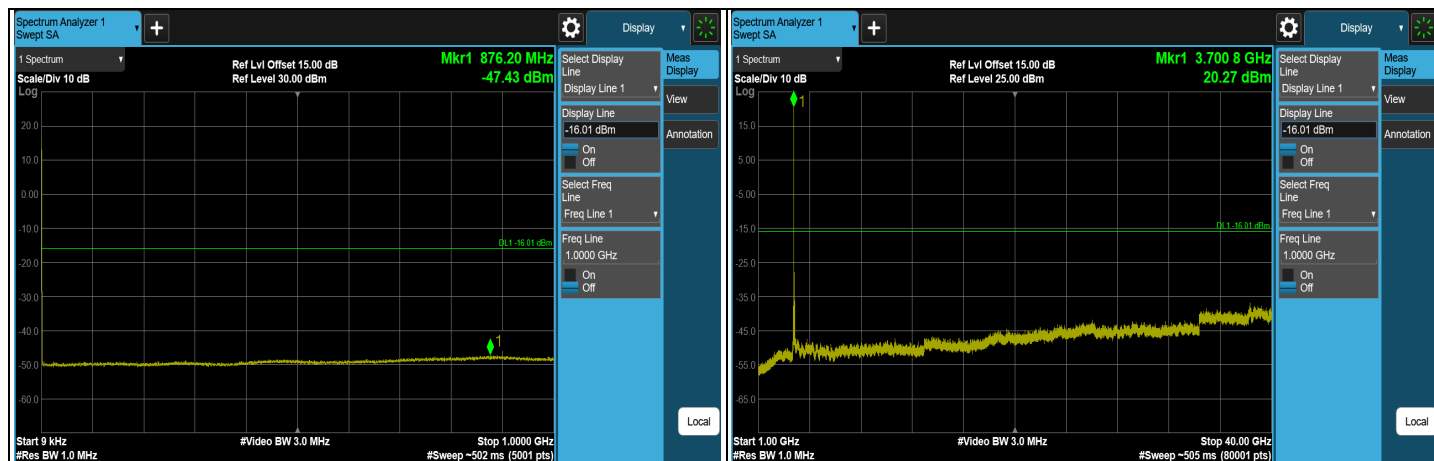 Spectrum Analyzer 1
Swept SA
+
Display
1 Spectrum
Scale/Div 10 dB
Log
Ref Lvl Offset 15.00 dB
Ref Level 30.00 dBm
Mkr1 876.20 MHz
-47.43 dBm
20.0
10.0
0.00
-10.0
-20.0
-30.0
-40.0
-50.0
-60.0
DL1 -16.01 dBm
1
Start 9 kHz
#Res BW 1.0 MHz
#Video BW 3.0 MHz
Stop 1.0000 GHz
#Sweep ~502 ms (5001 pts)
Select Display
Line
Display Line 1
Display Line
-16.01 dBm
On
Off
Select Freq
Line
Freq Line 1
Freq Line
1.0000 GHz
On
Off
Meas
Display
View
Annotation
Local
Spectrum Analyzer 1
Swept SA
+
Display
1 Spectrum
Scale/Div 10 dB
Log
Ref Lvl Offset 15.00 dB
Ref Level 25.00 dBm
Mkr1 3.700 8 GHz
20.27 dBm
1
15.0
5.00
-5.00
-15.0
-25.0
-35.0
-45.0
-55.0
-65.0
DL1 -16.01 dBm
Start 1.00 GHz
#Res BW 1.0 MHz
#Video BW 3.0 MHz
Stop 40.00 GHz
#Sweep ~505 ms (80001 pts)
Select Display
Line
Display Line 1
Display Line
-16.01 dBm
On
Off
Select Freq
Line
Freq Line 1
Freq Line
1.0000 GHz
On
Off
Meas
Display
View
Annotation
Local